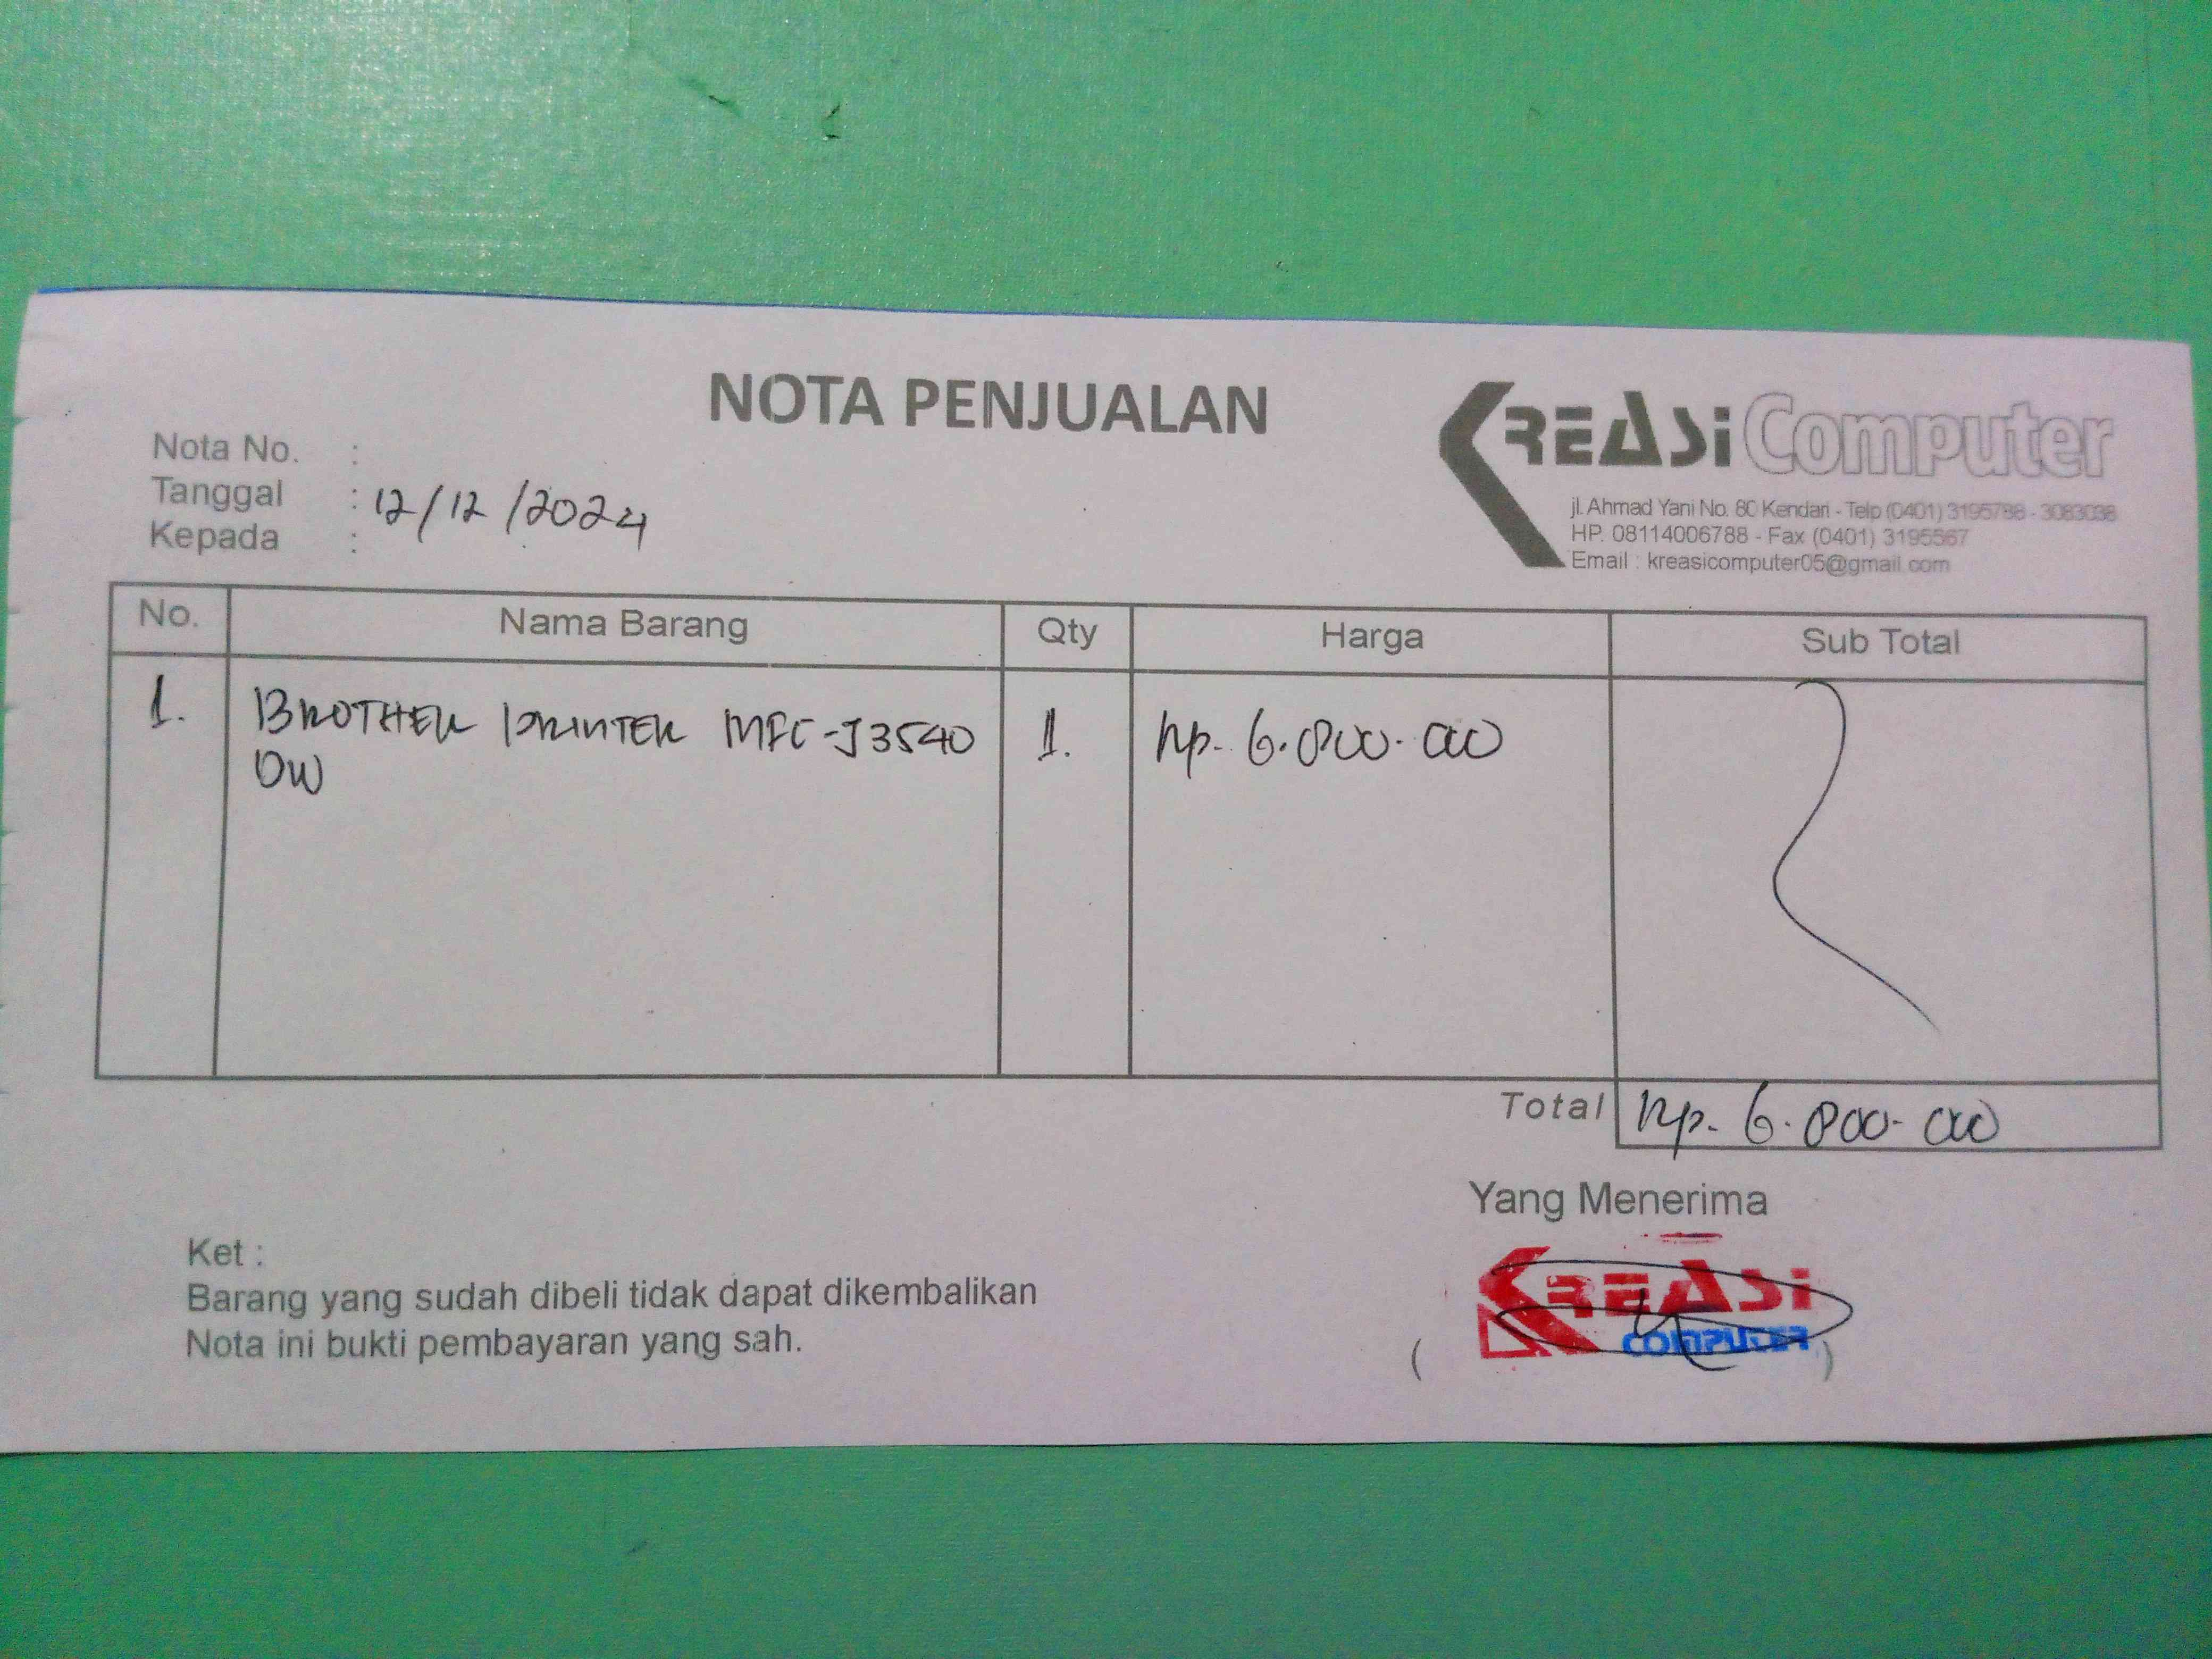 NOTA PENJUALAN
KREASi Computer
jl. Ahmad Yani No. 80 Kendari - Telp (0401) 3195788 - 3083038
HP. 08114006788 - Fax (0401) 3195567
Email : kreasicomputer05@gmail.com
Nota No. :
Tanggal : 12/12/2024
Kepada :
No. Nama Barang Qty Harga Sub Total
1. BROTHER PRINTER MFC-J3540 1. Rp. 6.800.000
DW
Total Rp. 6.800.000
Yang Menerima
Ket :
Barang yang sudah dibeli tidak dapat dikembalikan
Nota ini bukti pembayaran yang sah.
KREASi
COMPUTER
( )